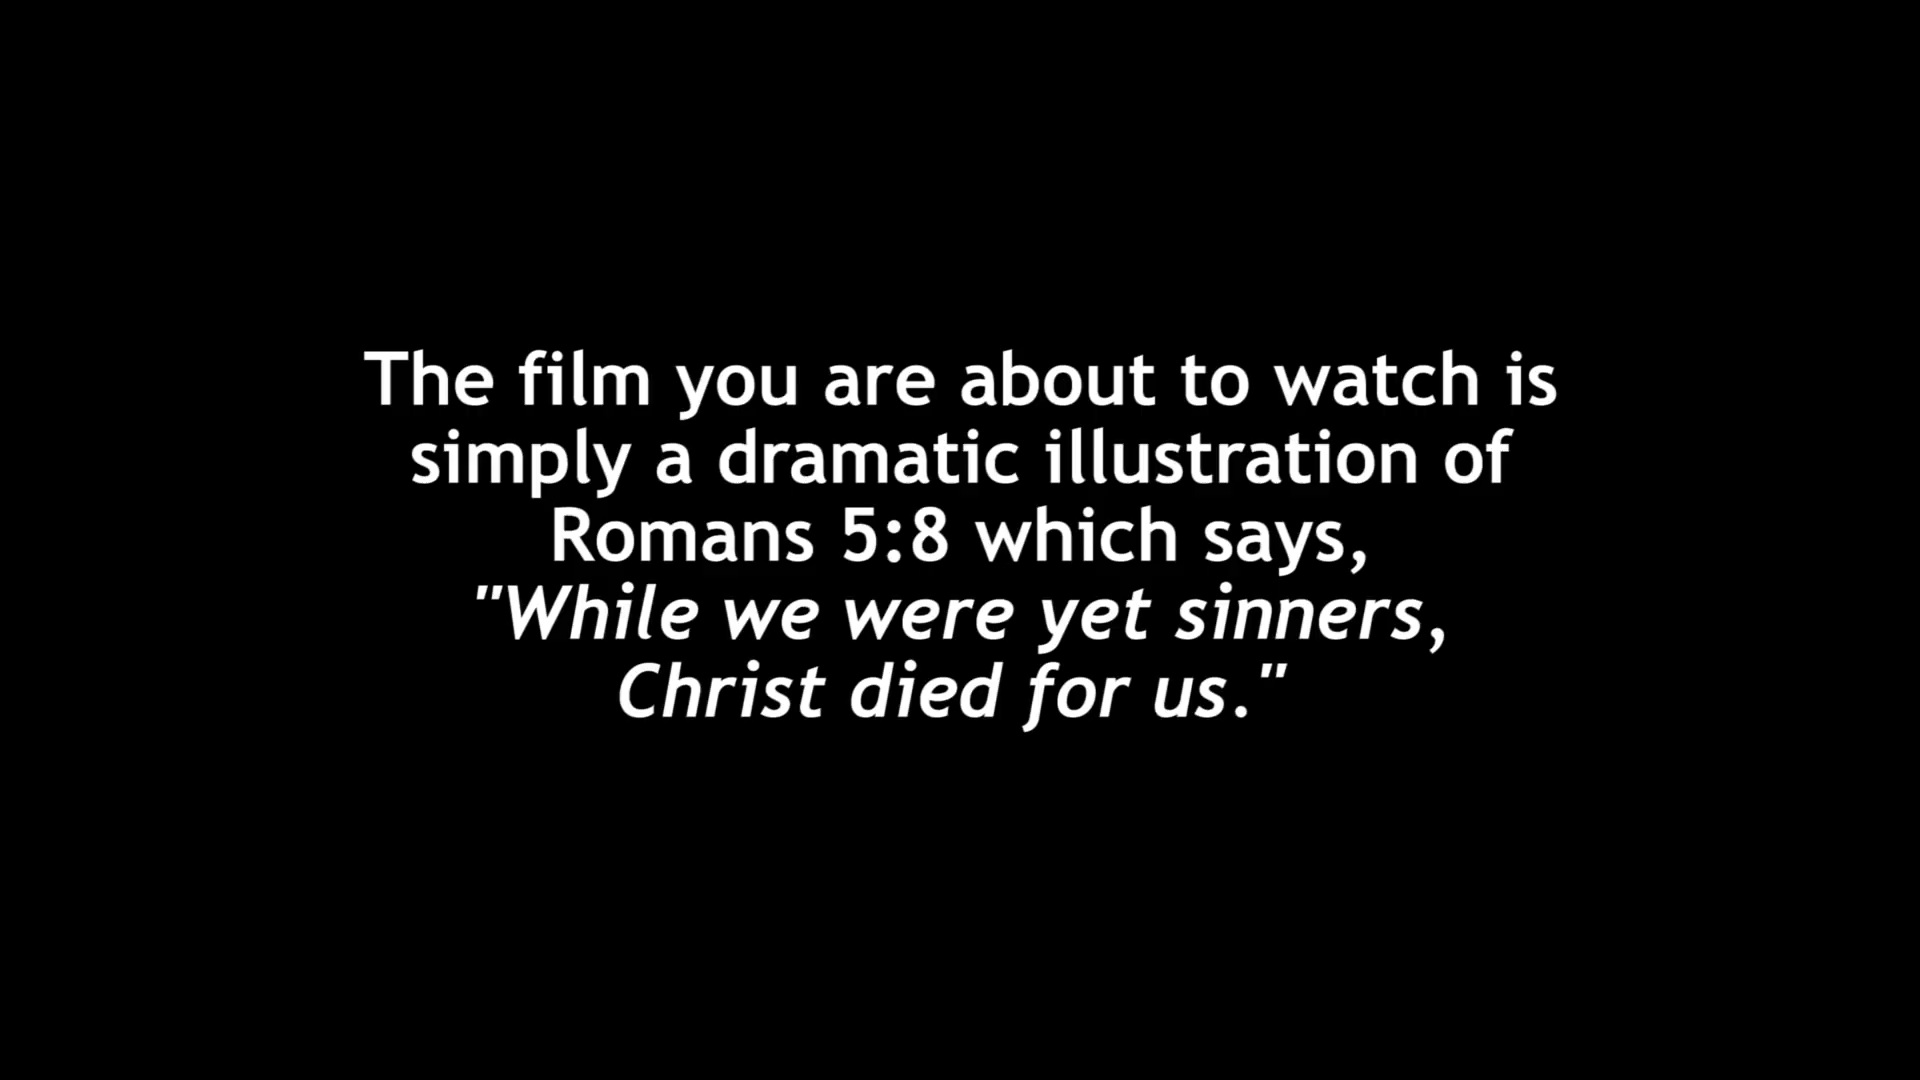 The film you are about to watch is
simply a dramatic illustration of
Romans 5:8 which says,
"While we were yet sinners,
Christ died for us."